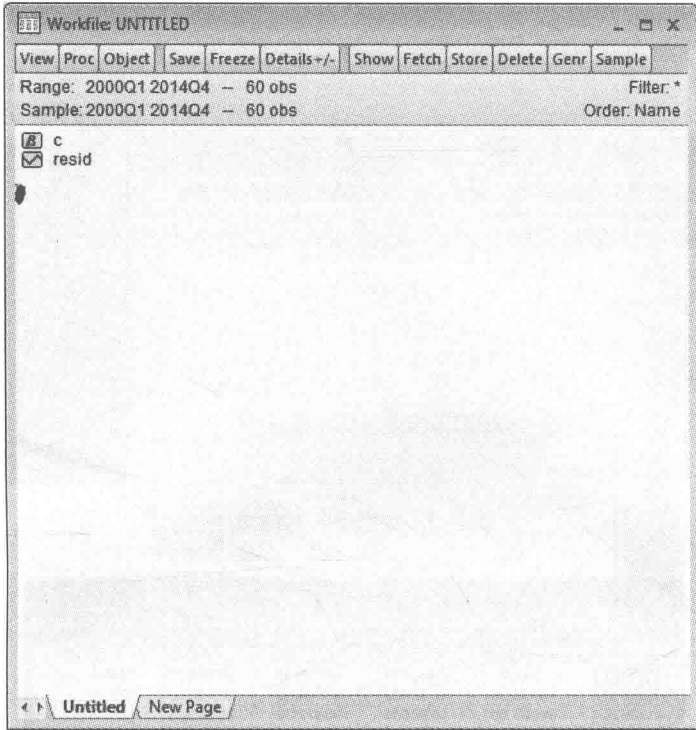 Workfile: UNTITLED
View Proc Object Save Freeze Details+/- Show Fetch Store Delete Genr Sample
Range: 2000Q1 2014Q4 – 60 obs Filter: *
Sample: 2000Q1 2014Q4 – 60 obs Order: Name
β c
resid
Untitled New Page